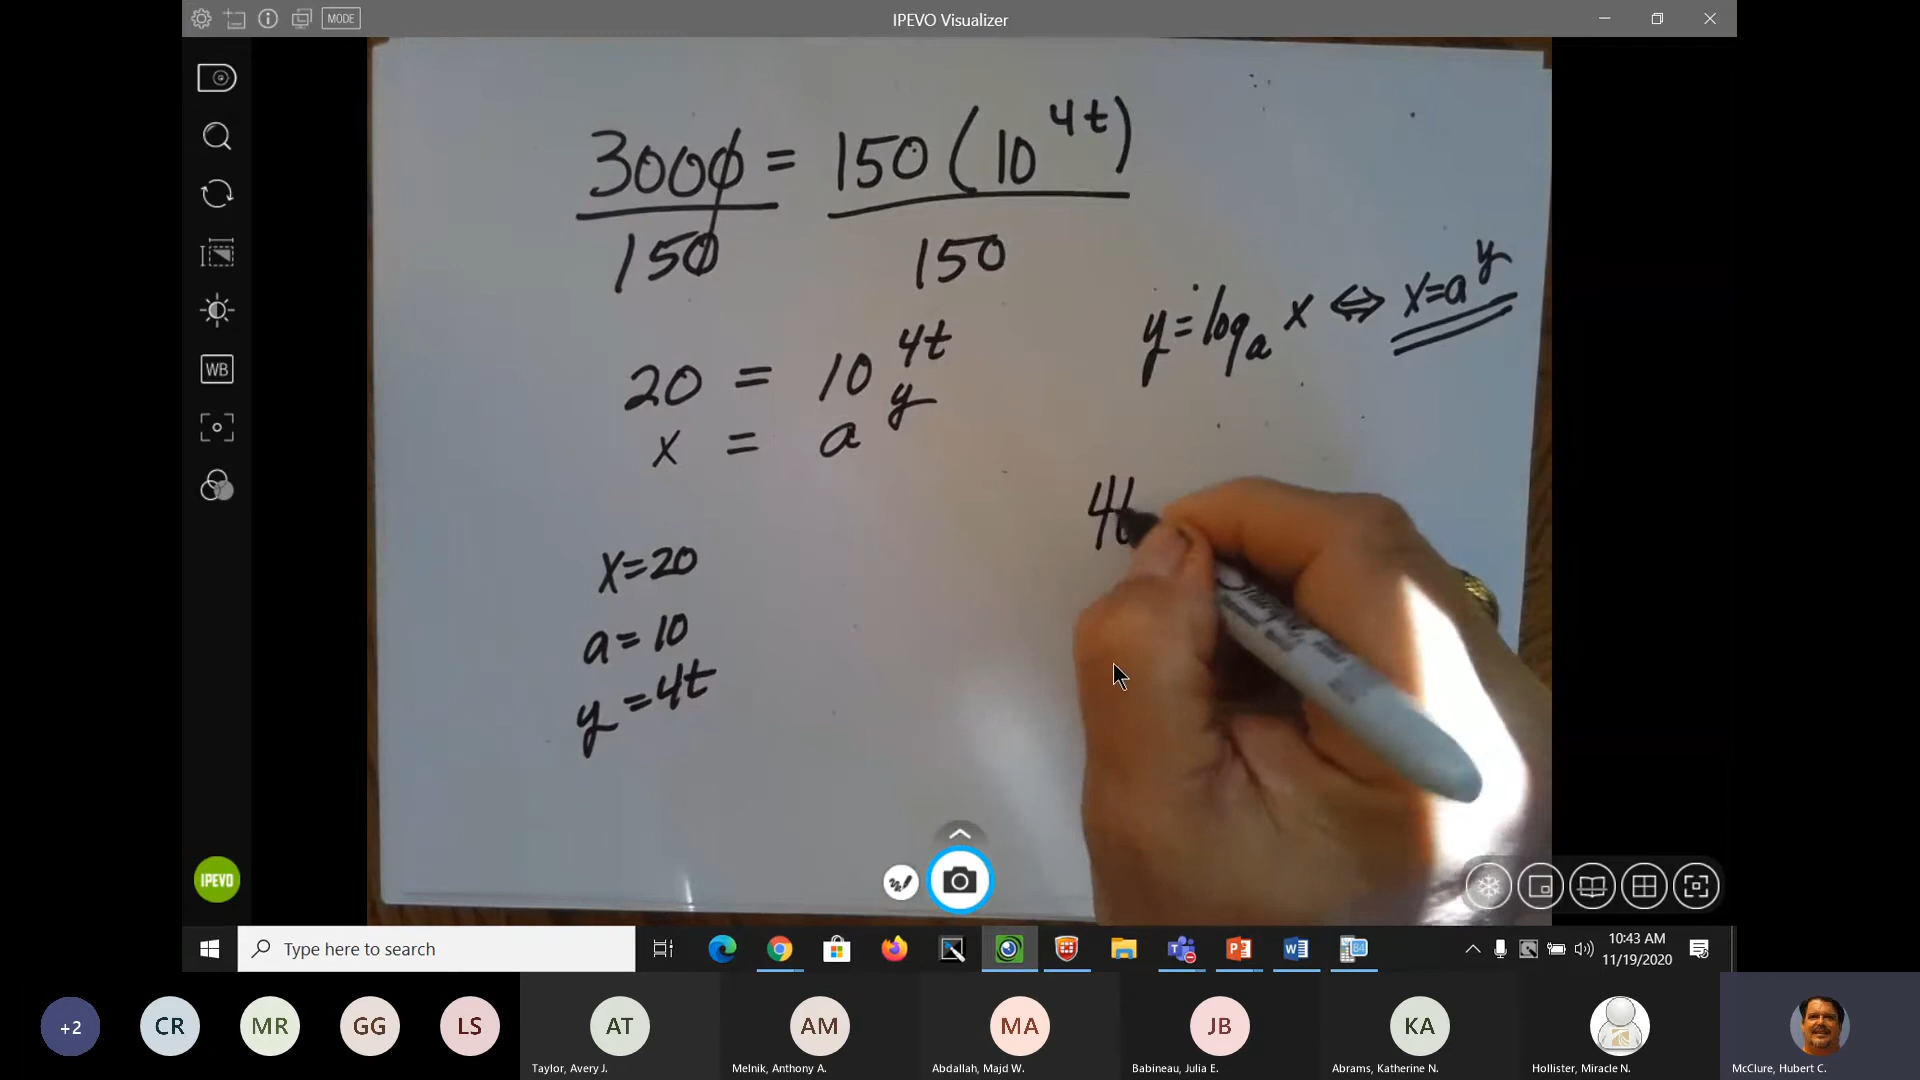 MODE
IPEVO Visualizer
3000 = 150 (10^4t)
150 150
y = log_a x ⇔ x=a^y
20 = 10^4t
x = a^y
4t
x=20
a=10
y=4t
WB
IPEVO
Type here to search
10:43 AM
11/19/2020
+2
CR
MR
GG
LS
AT
AM
MA
JB
KA
Taylor, Avery J.
Melnik, Anthony A.
Abdallah, Majd W.
Babineau, Julia E.
Abrams, Katherine N.
Hollister, Miracle N.
McClure, Hubert C.